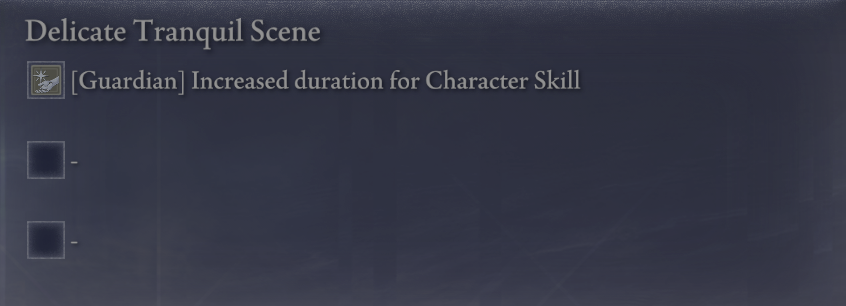 Delicate Tranquil Scene
[Guardian] Increased duration for Character Skill
-
-